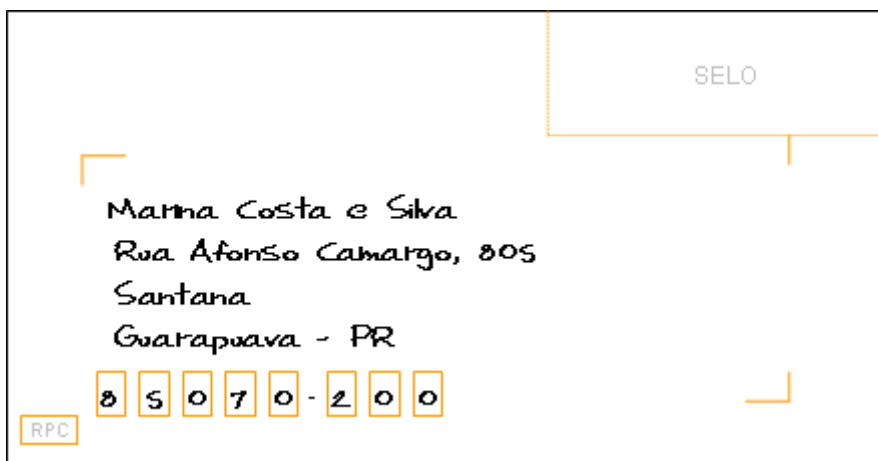 SELO
Marina Costa e Silva
Rua Afonso Camargo, 805
Santana
Guarapuava - PR
85070-200
RPC